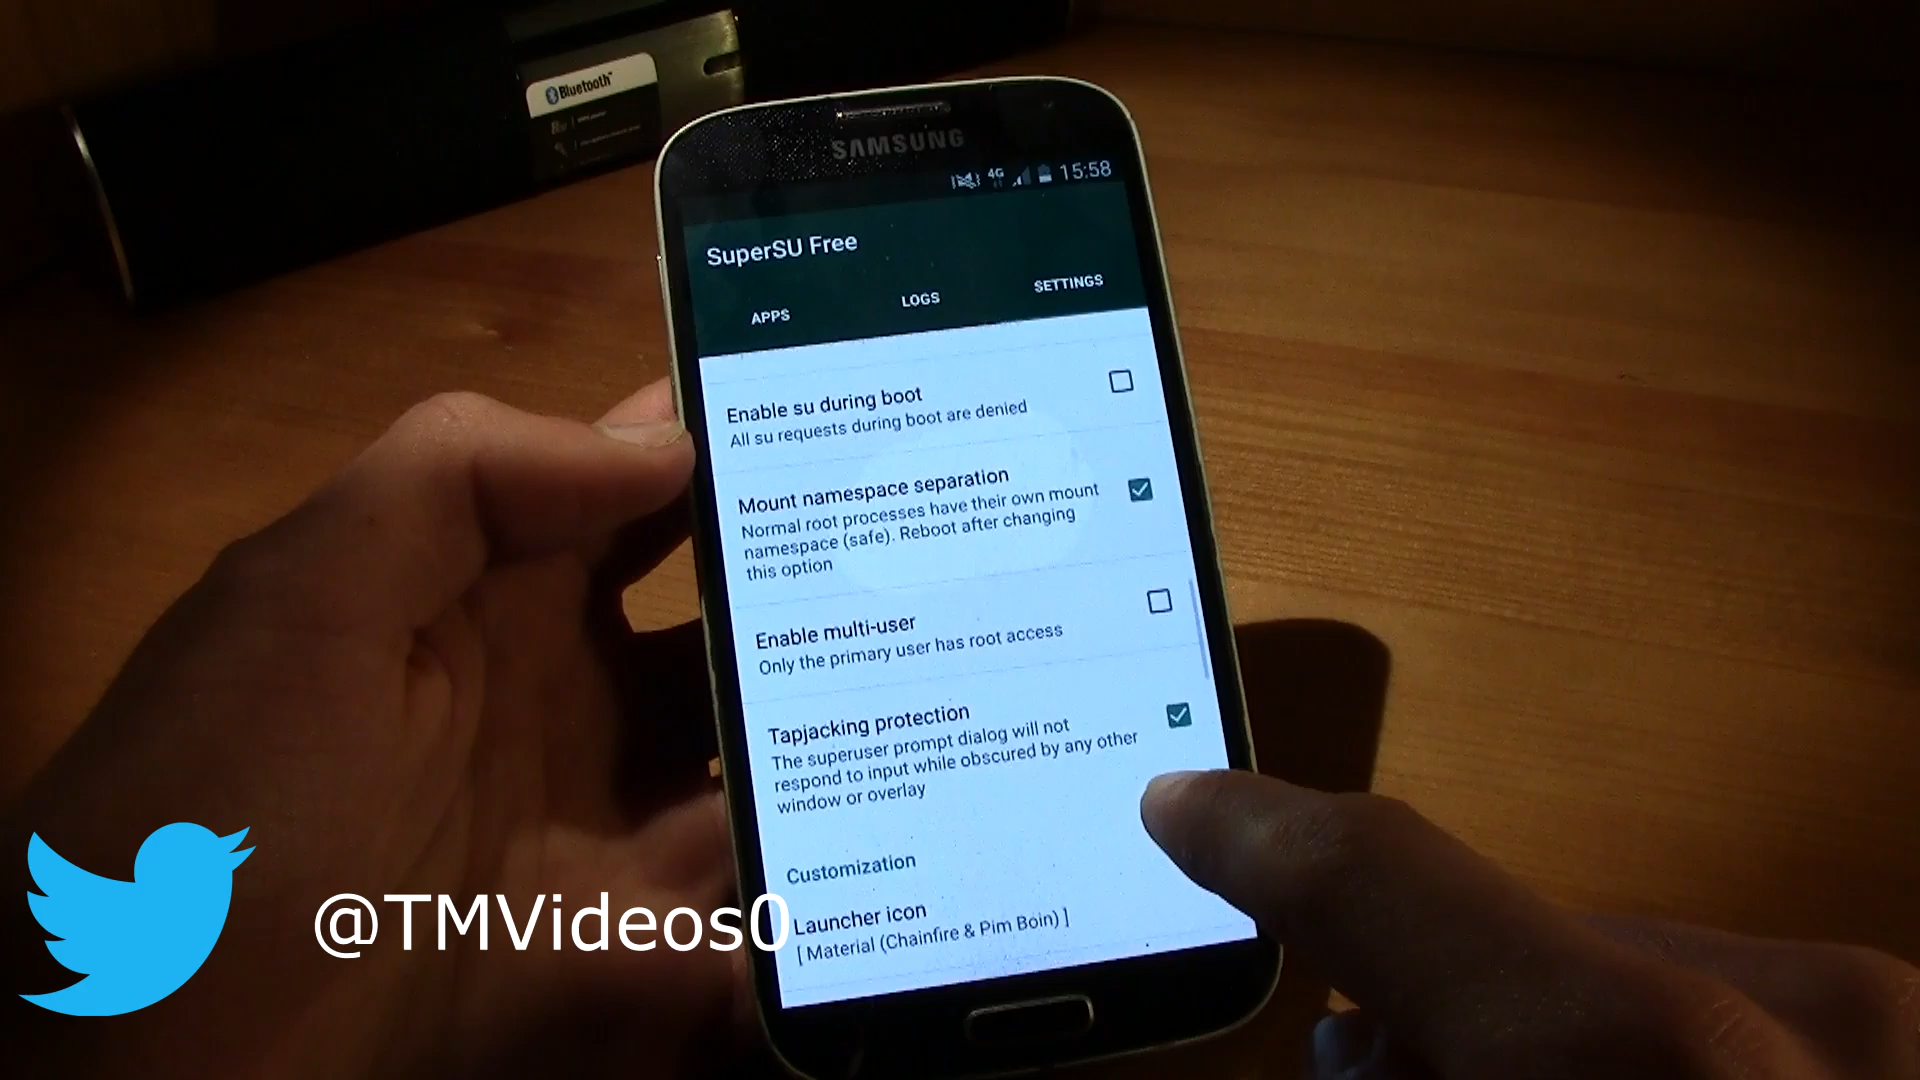 Bluetooth
SAMSUNG
4G
15:58
SuperSU Free
APPS
LOGS
SETTINGS
Enable su during boot
All su requests during boot are denied
Mount namespace separation
Normal root processes have their own mount
namespace (safe). Reboot after changing
this option
Enable multi-user
Only the primary user has root access
Tapjacking protection
The superuser prompt dialog will not
respond to input while obscured by any other
window or overlay
Customization
Launcher icon
[ Material (Chainfire & Pim Boin) ]
@TMVideos0